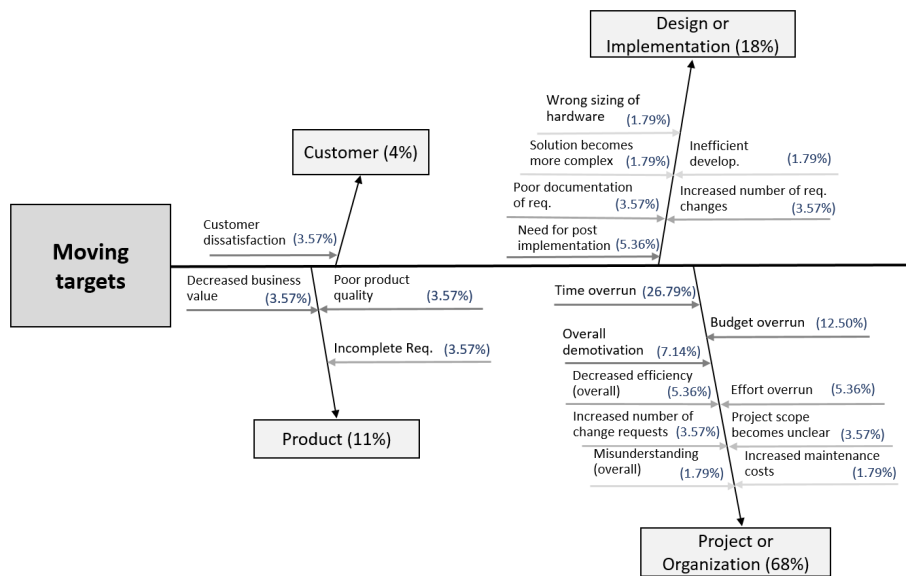 Design or
Implementation (18%)
Wrong sizing of
hardware (1.79%)
Customer (4%)
Solution becomes
more complex (1.79%)
Inefficient
develop. (1.79%)
Poor documentation
of req. (3.57%)
Increased number of req.
changes (3.57%)
Customer
dissatisfaction (3.57%)
Need for post
implementation (5.36%)
Moving
targets
Decreased business
value (3.57%)
Poor product
quality (3.57%)
Incomplete Req. (3.57%)
Product (11%)
Time overrun (26.79%)
Budget overrun (12.50%)
Overall
demotivation (7.14%)
Decreased efficiency
(overall) (5.36%)
Effort overrun (5.36%)
Increased number of
change requests (3.57%)
Project scope
becomes unclear (3.57%)
Misunderstanding
(overall) (1.79%)
Increased maintenance
costs (1.79%)
Project or
Organization (68%)